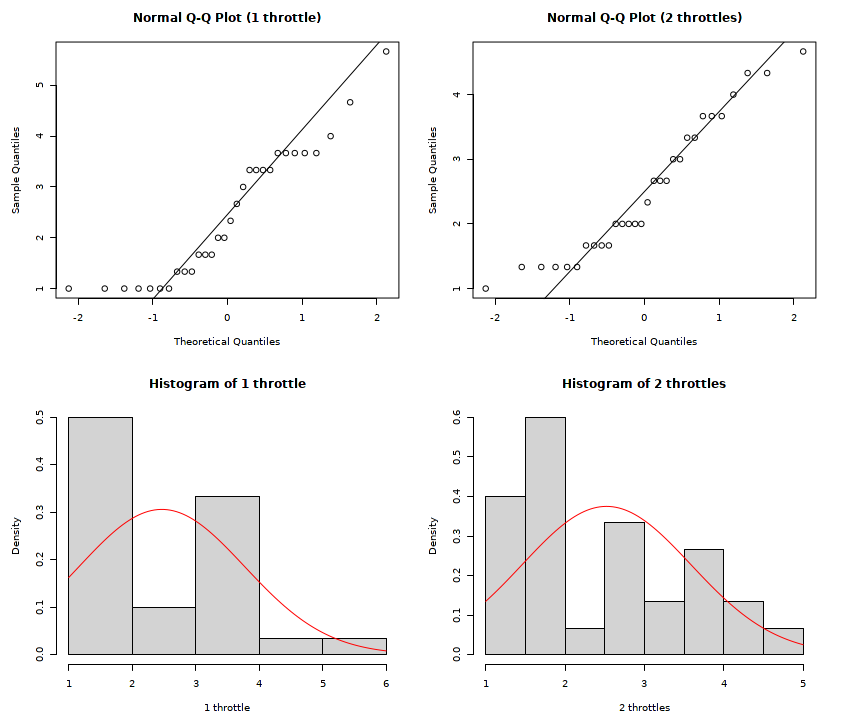 Normal Q-Q Plot (1 throttle)
Sample Quantiles
5
4
3
2
1
-2 -1 0 1 2
Theoretical Quantiles
Normal Q-Q Plot (2 throttles)
Sample Quantiles
4
3
2
1
-2 -1 0 1 2
Theoretical Quantiles
Histogram of 1 throttle
Density
0.5
0.4
0.3
0.2
0.1
0.0
1 2 3 4 5 6
1 throttle
Histogram of 2 throttles
Density
0.6
0.5
0.4
0.3
0.2
0.1
0.0
1 2 3 4 5
2 throttles